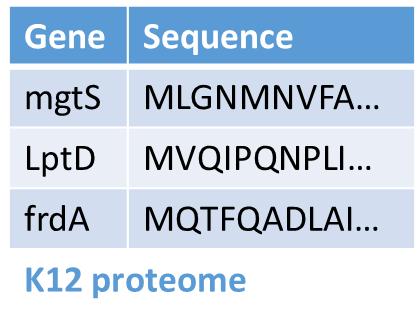 Gene Sequence
mgtS MLGNMNVFA...
LptD MVQIPQNPLI...
frdA MQTFQADLAI...
K12 proteome